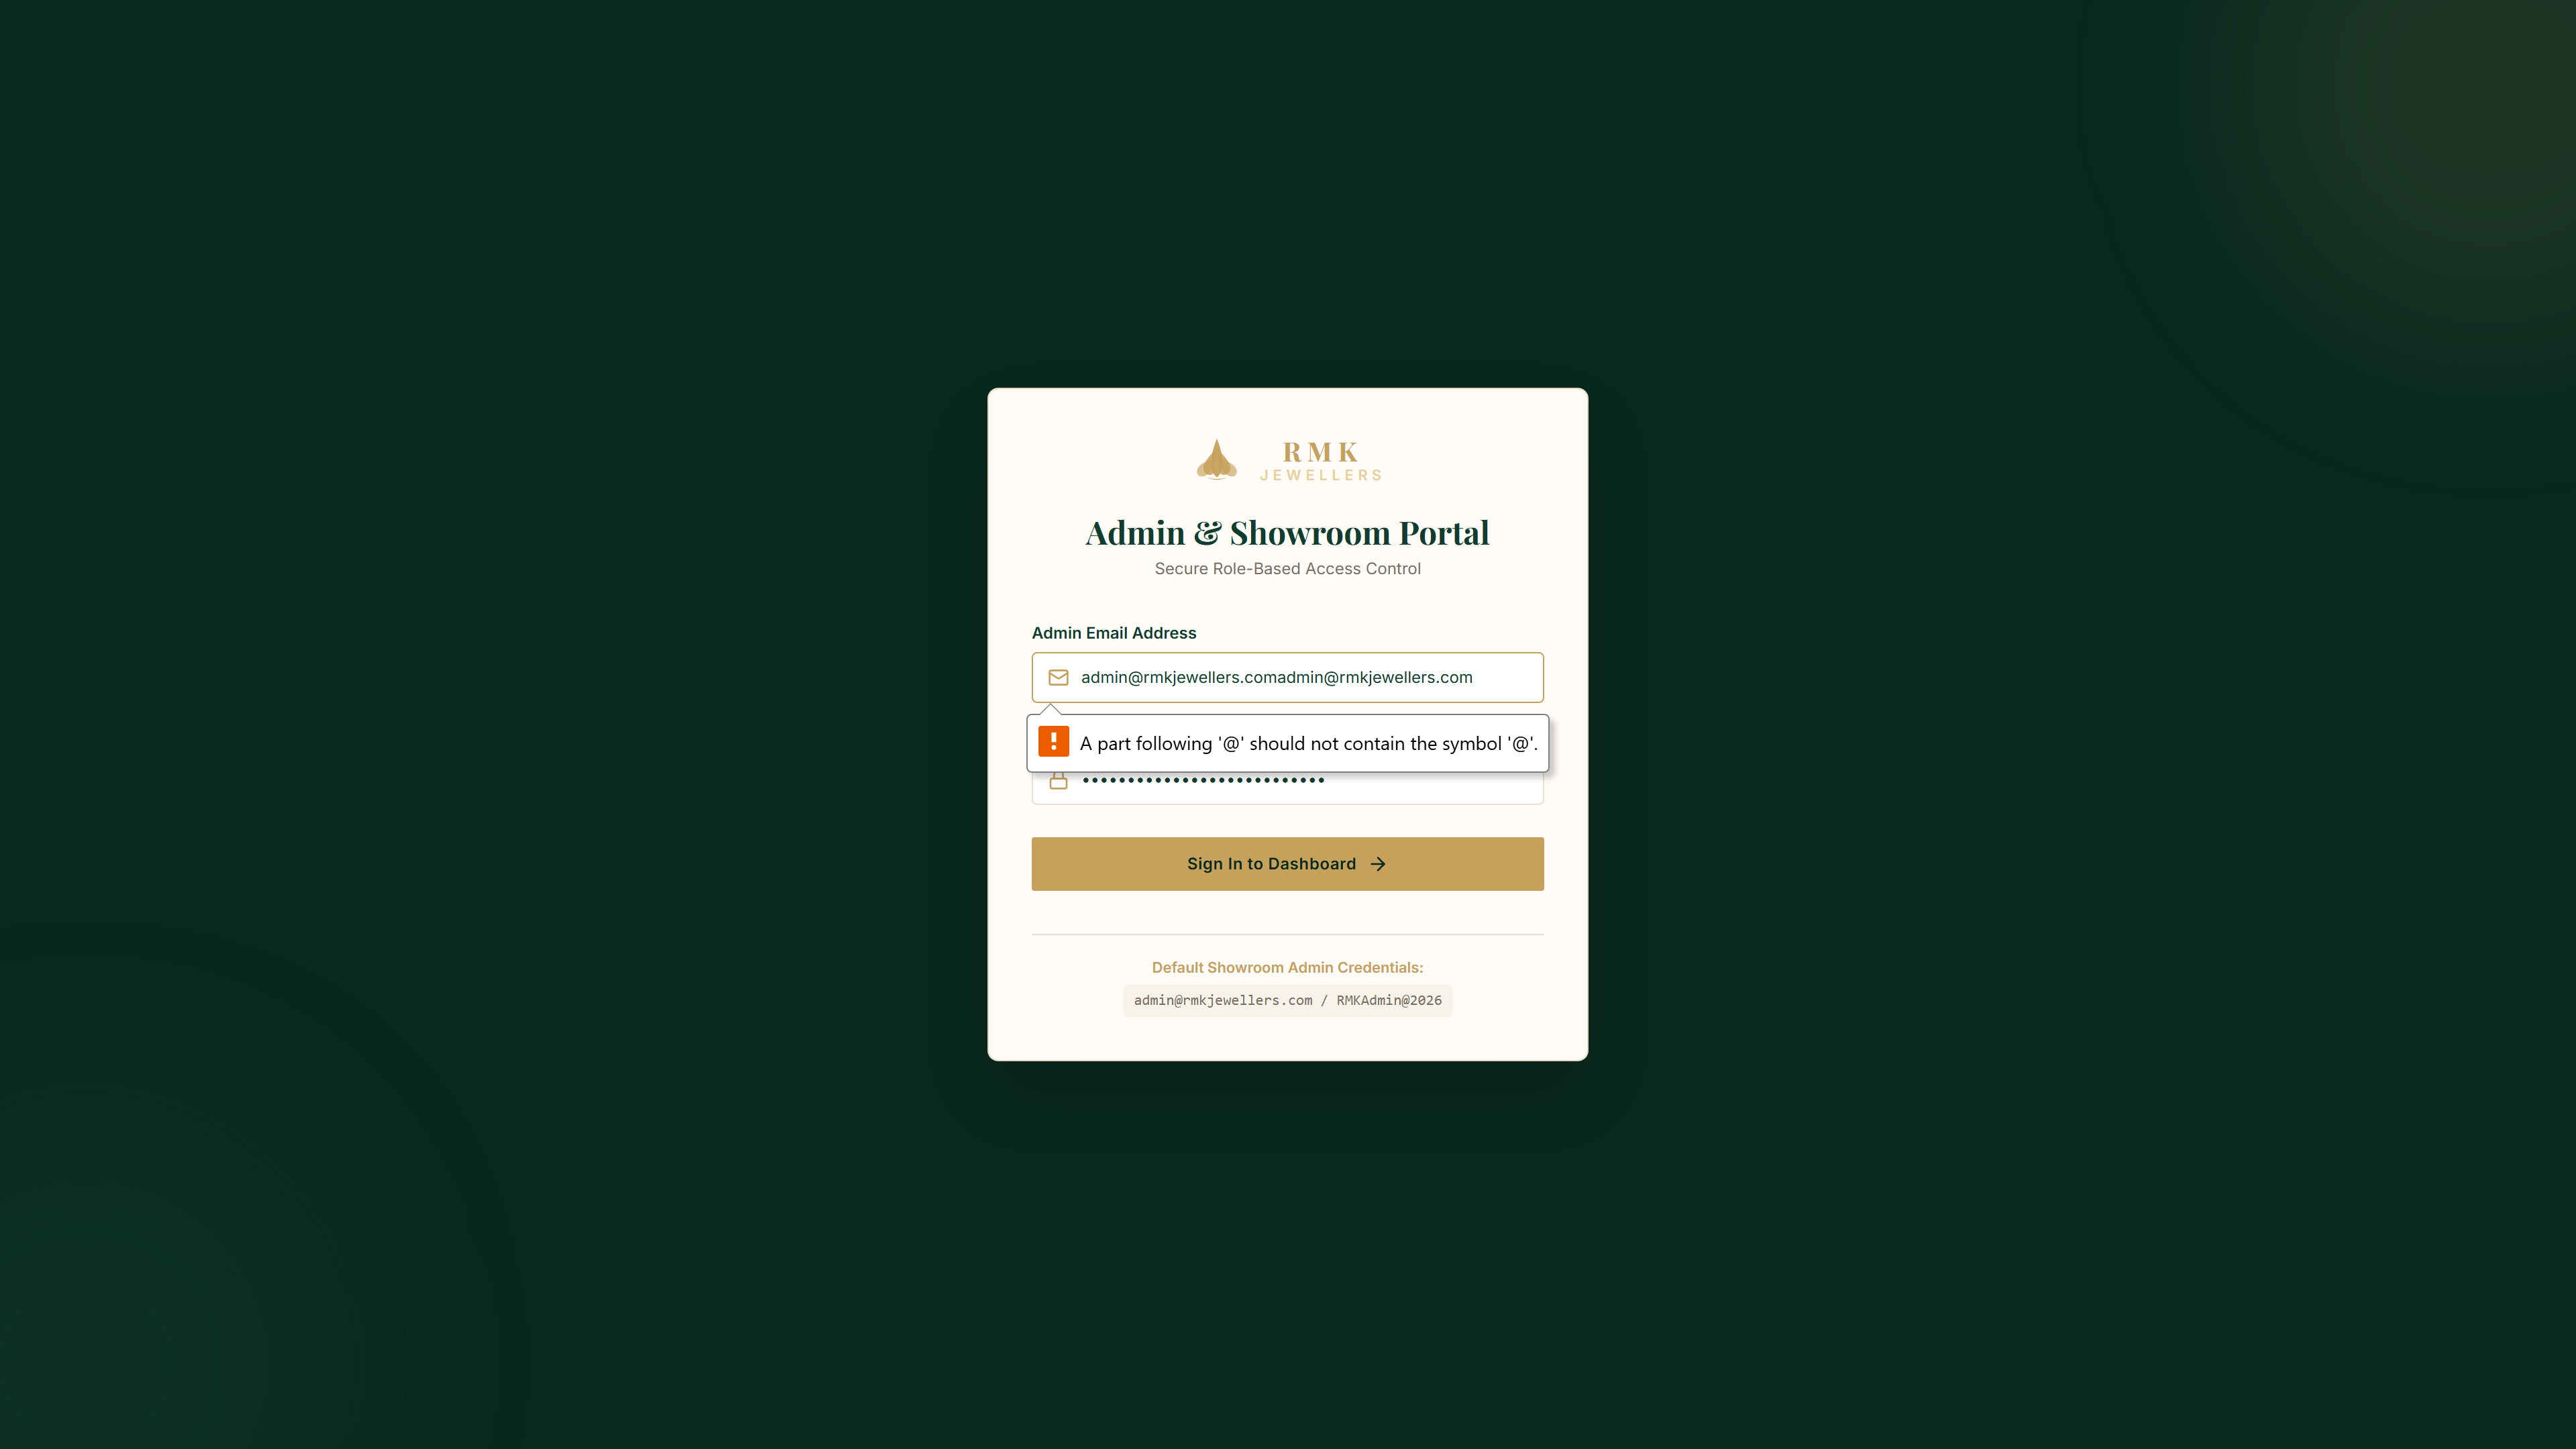 RMK
JEWELLERS
Admin & Showroom Portal
Secure Role-Based Access Control
Admin Email Address
admin@rmkjewellers.comadmin@rmkjewellers.com
A part following '@' should not contain the symbol '@'.
•••••••••••••••••••••••••••
Sign In to Dashboard →
Default Showroom Admin Credentials:
admin@rmkjewellers.com / RMKAdmin@2026